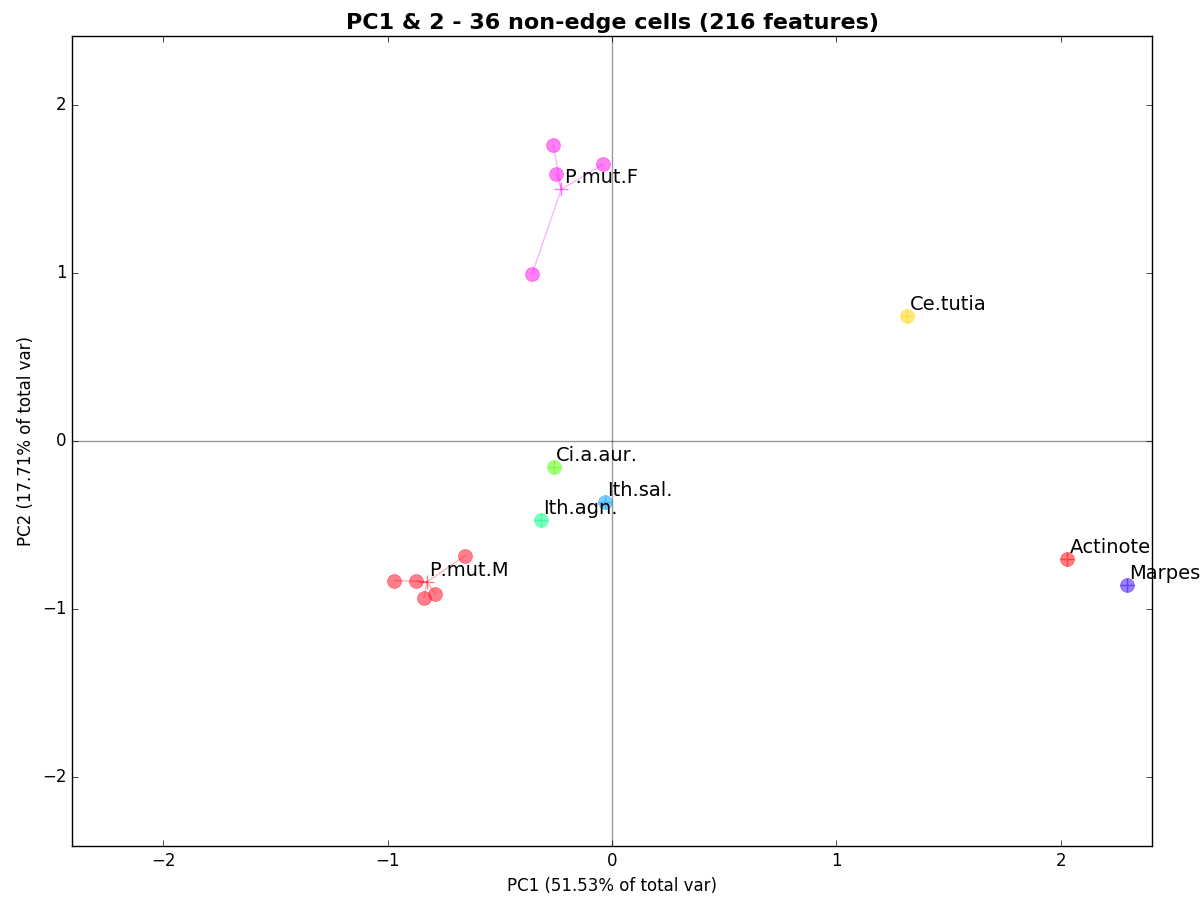 PC1 & 2 - 36 non-edge cells (216 features)
2
P.mut.F
1
Ce.tutia
0
Ci.a.aur.
Ith.sal.
Ith.agn.
Actinote
P.mut.M
Marpes
−1
−2
PC2 (17.71% of total var)
−2 −1 0 1 2
PC1 (51.53% of total var)